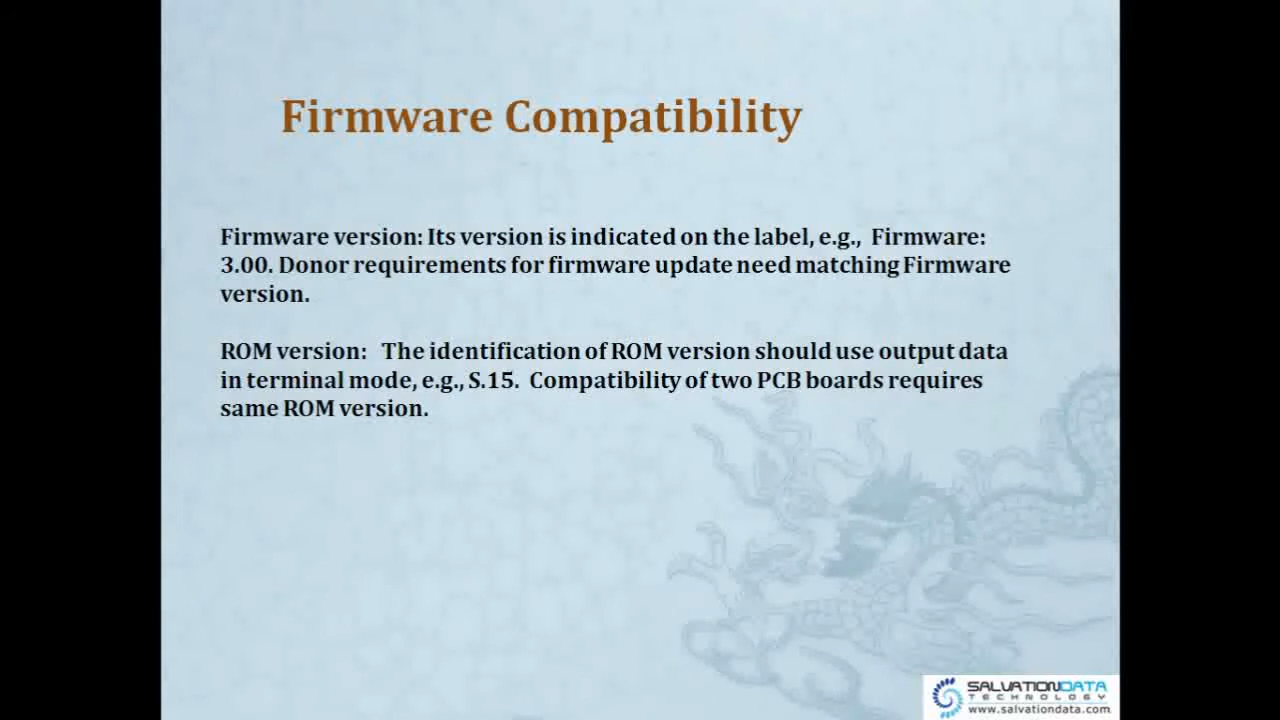 Firmware Compatibility
Firmware version: Its version is indicated on the label, e.g., Firmware:
3.00. Donor requirements for firmware update need matching Firmware
version.
ROM version: The identification of ROM version should use output data
in terminal mode, e.g., S.15. Compatibility of two PCB boards requires
same ROM version.
SALVATIONDATA
TECHNOLOGY
www.salvationdata.com